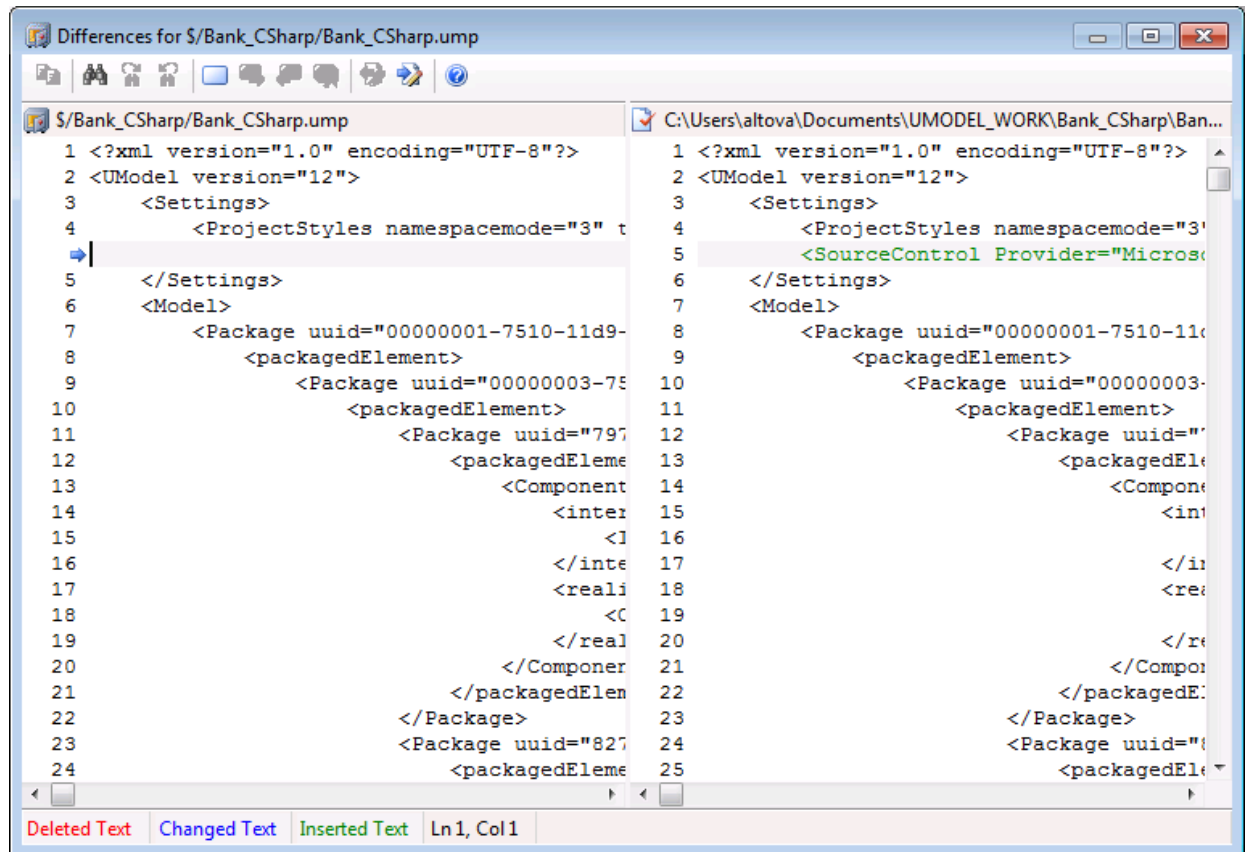 Differences for $/Bank_CSharp/Bank_CSharp.ump
$/Bank_CSharp/Bank_CSharp.ump
1 <?xml version="1.0" encoding="UTF-8"?>
2 <UModel version="12">
3 <Settings>
4 <ProjectStyles namespacemode="3" t
5 </Settings>
6 <Model>
7 <Package uuid="00000001-7510-11d9-
8 <packagedElement>
9 <Package uuid="00000003-75
10 <packagedElement>
11 <Package uuid="797
12 <packagedEleme
13 <Component
14 <inter
15 <I
16 </inte
17 <reali
18 <C
19 </real
20 </Componen
21 </packagedElem
22 </Package>
23 <Package uuid="827
24 <packagedEleme
C:\Users\altova\Documents\UMODEL_WORK\Bank_CSharp\Ban...
1 <?xml version="1.0" encoding="UTF-8"?>
2 <UModel version="12">
3 <Settings>
4 <ProjectStyles namespacemode="3"
5 <SourceControl Provider="Microso
6 </Settings>
7 <Model>
8 <Package uuid="00000001-7510-11d
9 <packagedElement>
10 <Package uuid="00000003-
11 <packagedElement>
12 <Package uuid="7
13 <packagedEle
14 <Compone
15 <int
16
17 </in
18 <rea
19
20 </re
21 </Compon
22 </packagedE
23 </Package>
24 <Package uuid="8
25 <packagedEle
Deleted Text Changed Text Inserted Text Ln 1, Col 1